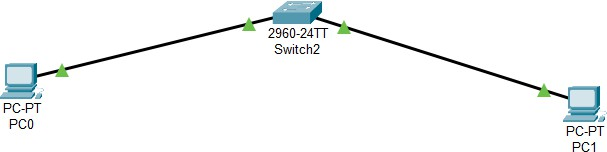 2960-24TT
Switch2
PC-PT
PC0
PC-PT
PC1